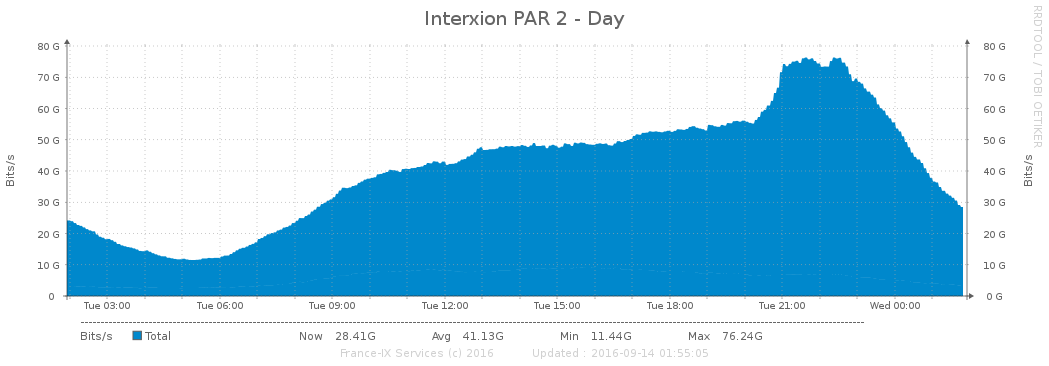 Interxion PAR 2 - Day
RRDTOOL / TOBI OETIKER
Bits/s
80 G
70 G
60 G
50 G
40 G
30 G
20 G
10 G
0
80 G
70 G
60 G
50 G
40 G
30 G
20 G
10 G
0 G
Bits/s
Tue 03:00 Tue 06:00 Tue 09:00 Tue 12:00 Tue 15:00 Tue 18:00 Tue 21:00 Wed 00:00
Bits/s Total Now 28.41G Avg 41.13G Min 11.44G Max 76.24G
France-IX Services (c) 2016 Updated : 2016-09-14 01:55:05